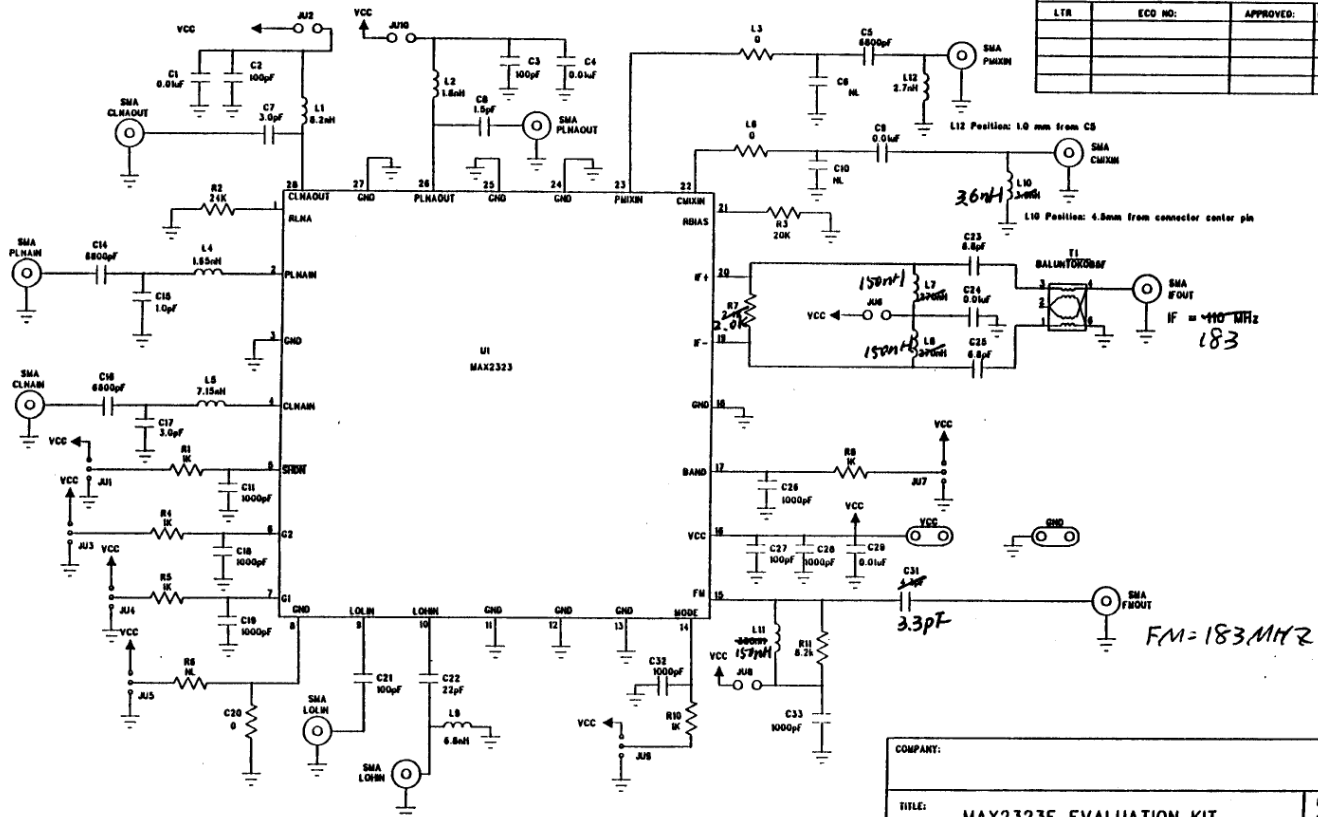 LTR ECO NO: APPROVED:
VCC
JU2
C1
0.01uF
C2
100pF
L1
8.2nH
C7
3.0pF
SMA
CLNAOUT
VCC
JU10
L2
1.8nH
C3
100pF
C4
0.01uF
C8
1.5pF
SMA
PLNAOUT
L3
0
C5
6800pF
C6
NL
L12
2.7nH
SMA
PMIXIN
L12 Position: 1.0 mm from C5
L6
0
C9
0.01uF
C10
NL
SMA
CMIXIN
L10
3.6nH
L10 Position: 4.5mm from connector center pin
28 27 26 25 24 23 22
CLNAOUT GND PLNAOUT GND GND PMIXIN CMIXIN
R2
24K
1
RLNA
RBIAS
21
R3
20K
SMA
PLNAIN
C14
6800pF
L4
1.65nH
2
PLNAIN
C15
1.0pF
3
GND
SMA
CLNAIN
C16
6800pF
L5
7.15nH
4
CLNAIN
C17
3.0pF
U1
MAX2323
IF+
20
R7
2.0K
IF-
19
VCC
JU6
150nH
L7
270nH
150nH
L8
270nH
C23
6.8pF
C24
0.01uF
C25
6.8pF
T1
BALUNTOKOB5F
3 4
2
1 6
SMA
IFOUT
IF = 110 MHz
183
GND
18
VCC
JU1
R1
1K
5
SHDN
C11
1000pF
VCC
JU3
R4
1K
6
G2
C18
1000pF
VCC
JU4
R5
1K
7
G1
C19
1000pF
BAND
17
C26
1000pF
R8
1K
VCC
JU7
VCC
16
C27
100pF
C28
1000pF
VCC
C29
0.01uF
VCC
GND
FM
15
C31
3.3pF
SMA
FMOUT
FM=183MHZ
L11
150nH
R11
8.2k
VCC
JU8
C33
1000pF
GND LOLIN LOHIN GND GND GND MODE
8 9 10 11 12 13 14
VCC
JU5
R6
NL
C20
0
C21
100pF
SMA
LOLIN
C22
22pF
L9
6.8nH
SMA
LOHIN
C32
1000pF
R10
1K
VCC
JU9
COMPANY:
TITLE:
MAX2323E EVALUATION KIT